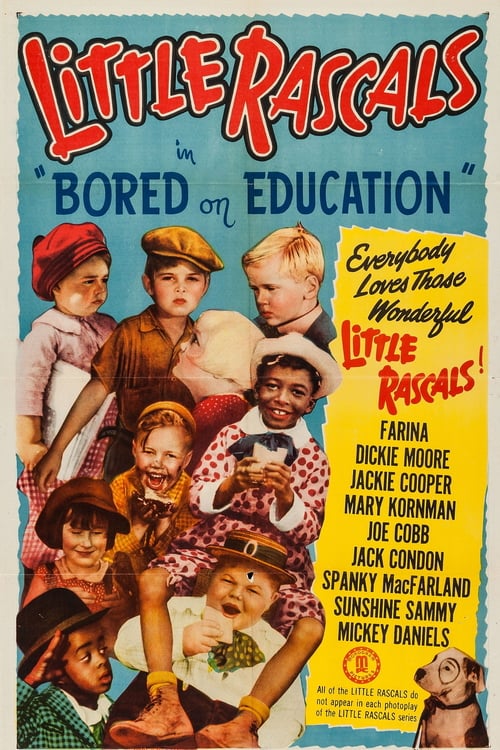 LITTLE RASCALS
in
"BORED on EDUCATION"
Everybody
Loves Those
Wonderful
LITTLE
RASCALS!
FARINA
DICKIE MOORE
JACKIE COOPER
MARY KORNMAN
JOE COBB
JACK CONDON
SPANKY MACFARLAND
SUNSHINE SAMMY
MICKEY DANIELS
All of the LITTLE RASCALS do
not appear in each photoplay
of the LITTLE RASCALS series